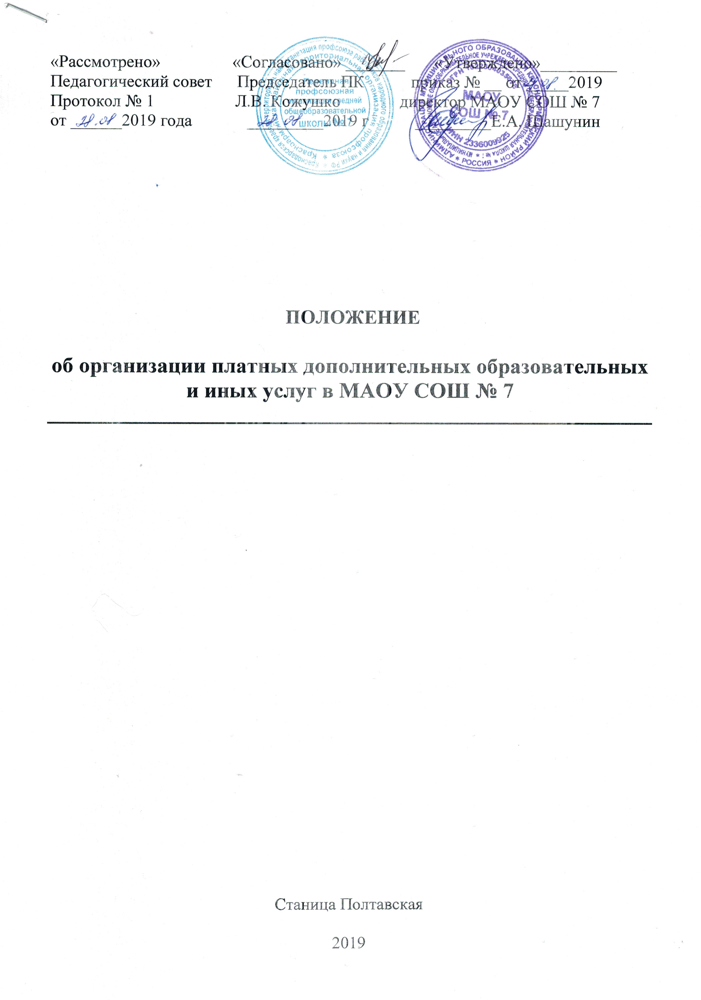 «Рассмотрено» «Согласовано» «Утверждено»
Педагогический совет Председатель ПК приказ № __ от 28.08.2019
Протокол № 1 Л.В. Кожушко директор МАОУ СОШ № 7
от 28.08 2019 года 28 08 2019 г Е.А. Шашунин
Первичная
профсоюзная
организация средней
общеобразовательной
школы № 7
МАОУ
СОШ № 7
ИНН 2336009925
* РОССИЯ *
ПОЛОЖЕНИЕ
об организации платных дополнительных образовательных
и иных услуг в МАОУ СОШ № 7
Станица Полтавская
2019